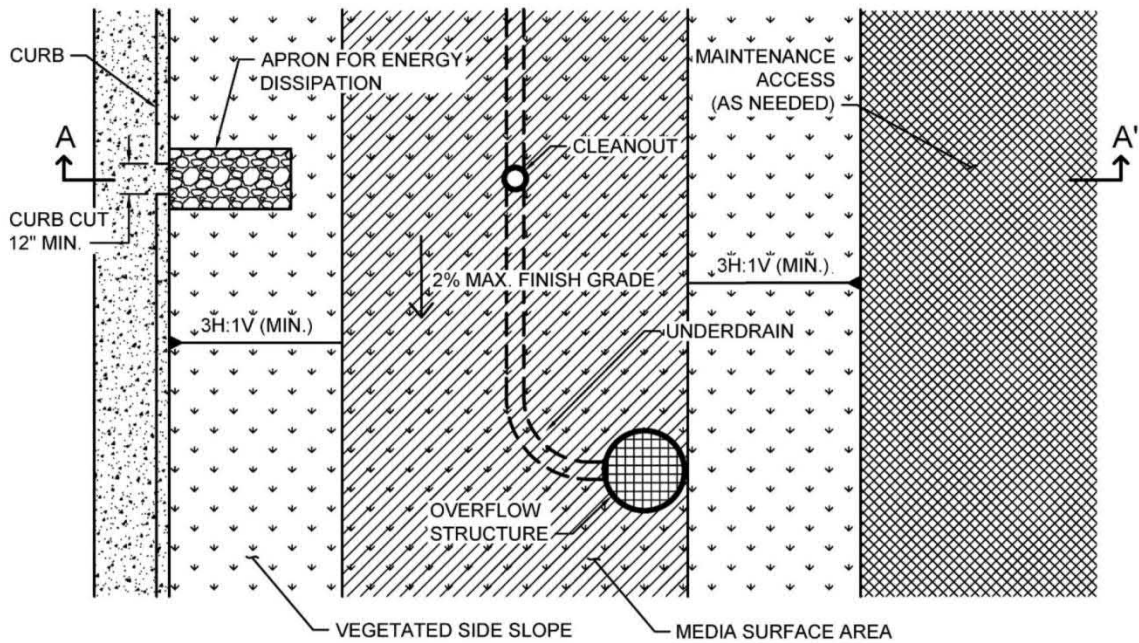 CURB
APRON FOR ENERGY
DISSIPATION
MAINTENANCE
ACCESS
(AS NEEDED)
A
A'
CLEANOUT
CURB CUT
12" MIN.
2% MAX. FINISH GRADE
3H:1V (MIN.)
3H:1V (MIN.)
UNDERDRAIN
OVERFLOW
STRUCTURE
VEGETATED SIDE SLOPE
MEDIA SURFACE AREA